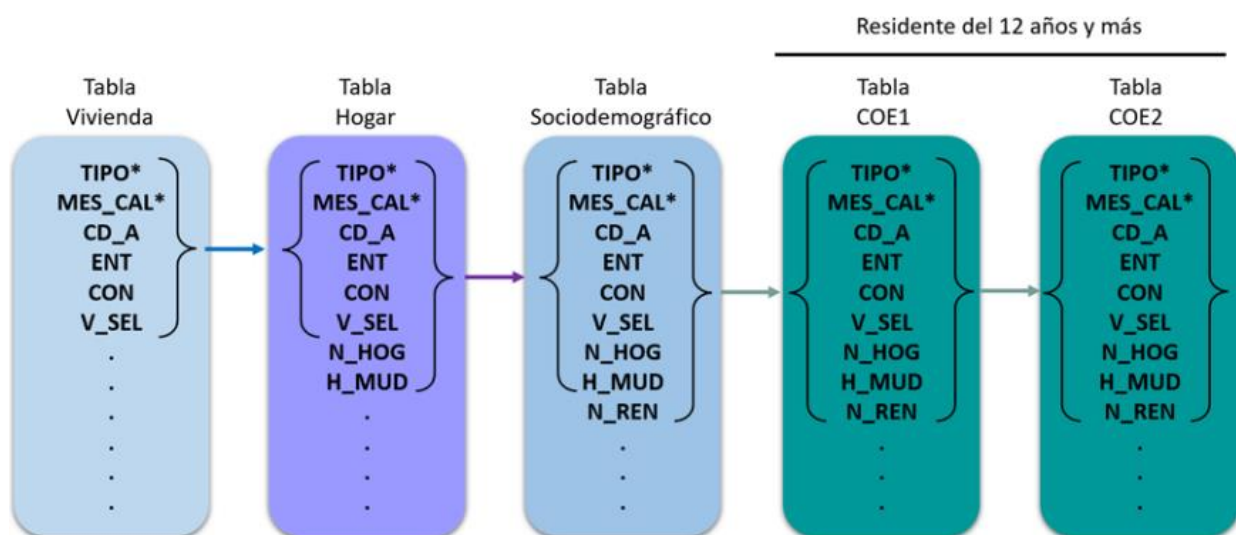 Residente del 12 años y más
Tabla
Vivienda
TIPO*
MES_CAL*
CD_A
ENT
CON
V_SEL
.
.
.
.
.
.
Tabla
Hogar
TIPO*
MES_CAL*
CD_A
ENT
CON
V_SEL
N_HOG
H_MUD
.
.
.
.
Tabla
Sociodemográfico
TIPO*
MES_CAL*
CD_A
ENT
CON
V_SEL
N_HOG
H_MUD
N_REN
.
.
.
Tabla
COE1
TIPO*
MES_CAL*
CD_A
ENT
CON
V_SEL
N_HOG
H_MUD
N_REN
.
.
.
Tabla
COE2
TIPO*
MES_CAL*
CD_A
ENT
CON
V_SEL
N_HOG
H_MUD
N_REN
.
.
.